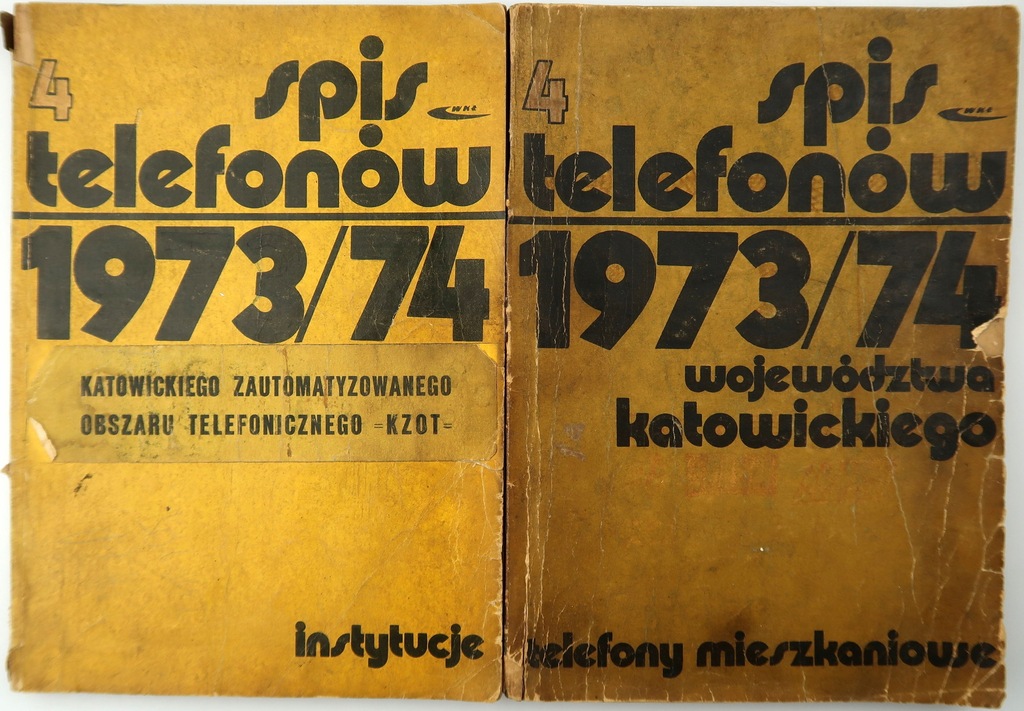 4
spis
WKŁ
telefonów
1973/74
KATOWICKIEGO ZAUTOMATYZOWANEGO
OBSZARU TELEFONICZNEGO =KZOT=
instytucje
4
spis
WKŁ
telefonów
1973/74
województwa
katowickiego
telefony mieszkaniowe